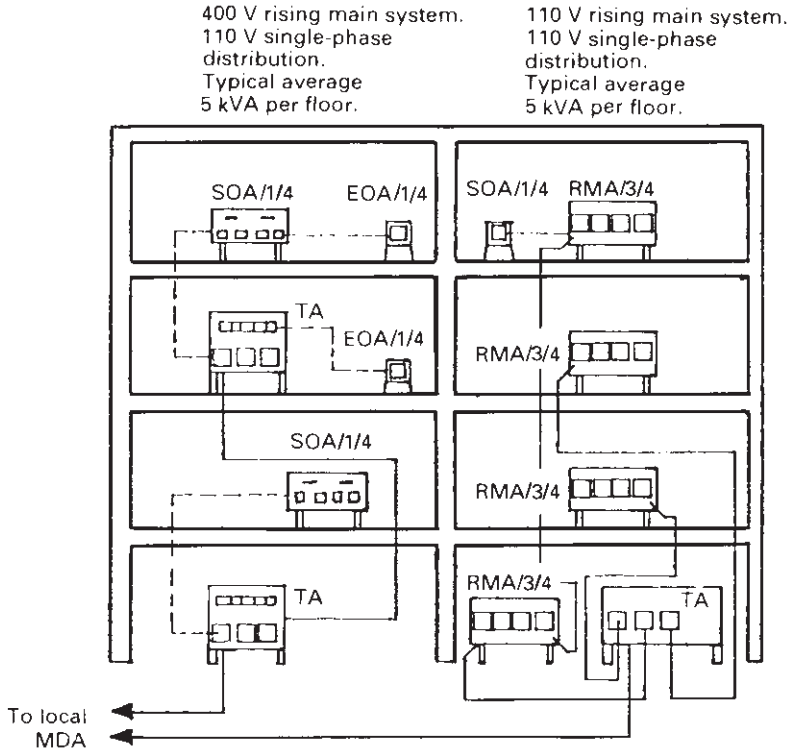 400 V rising main system.
110 V single-phase
distribution.
Typical average
5 kVA per floor.
110 V rising main system.
110 V single-phase
distribution.
Typical average
5 kVA per floor.
SOA/1/4
EOA/1/4
SOA/1/4
RMA/3/4
TA
EOA/1/4
RMA/3/4
SOA/1/4
RMA/3/4
TA
RMA/3/4
TA
To local
MDA